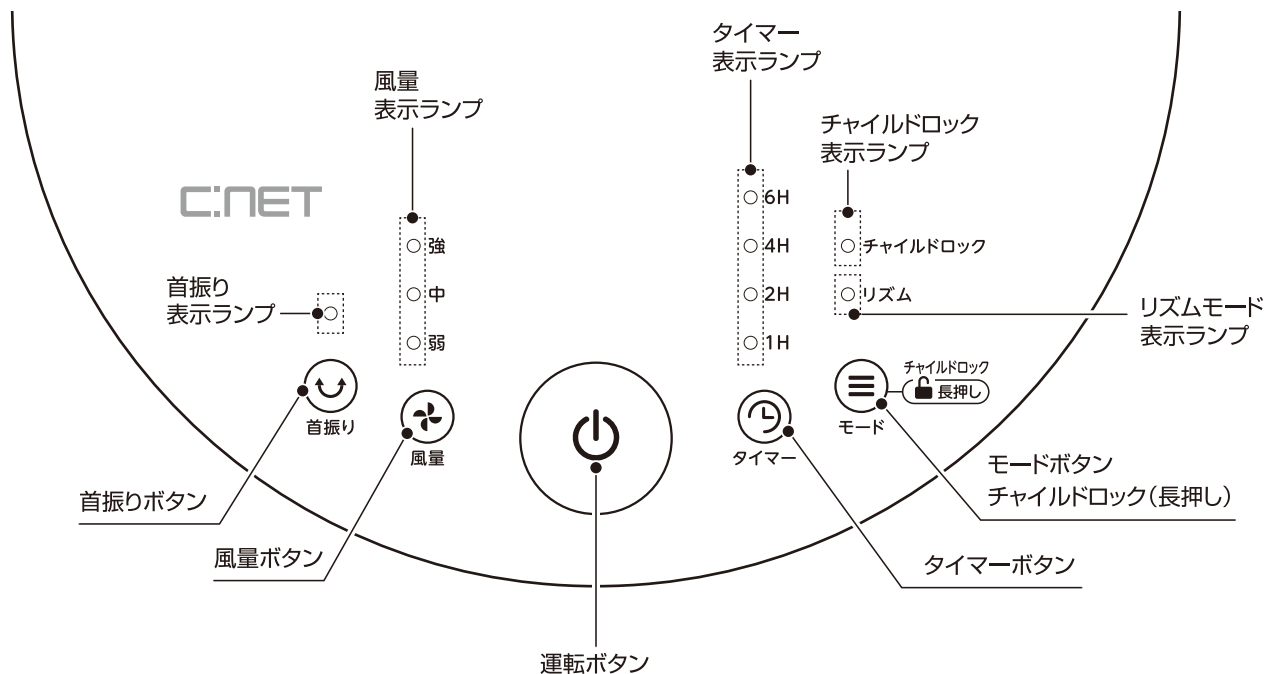 タイマー
表示ランプ
風量
表示ランプ
チャイルドロック
表示ランプ
C:NET
6H
強
4H
チャイルドロック
首振り
表示ランプ
中
2H
リズム
リズムモード
表示ランプ
弱
1H
チャイルドロック
長押し
首振り
モード
風量
タイマー
モードボタン
チャイルドロック(長押し)
首振りボタン
風量ボタン
タイマーボタン
運転ボタン